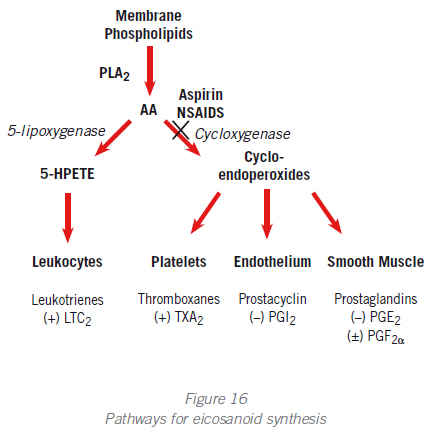 Membrane
Phospholipids
PLA₂
Aspirin
AA NSAIDS
5-lipoxygenase
Cycloxygenase
5-HPETE
Cyclo-
endoperoxides
Leukocytes Platelets Endothelium Smooth Muscle
Leukotrienes Thromboxanes Prostacyclin Prostaglandins
(+) LTC₂ (+) TXA₂ (–) PGI₂ (–) PGE₂
(±) PGF₂α
Figure 16
Pathways for eicosanoid synthesis